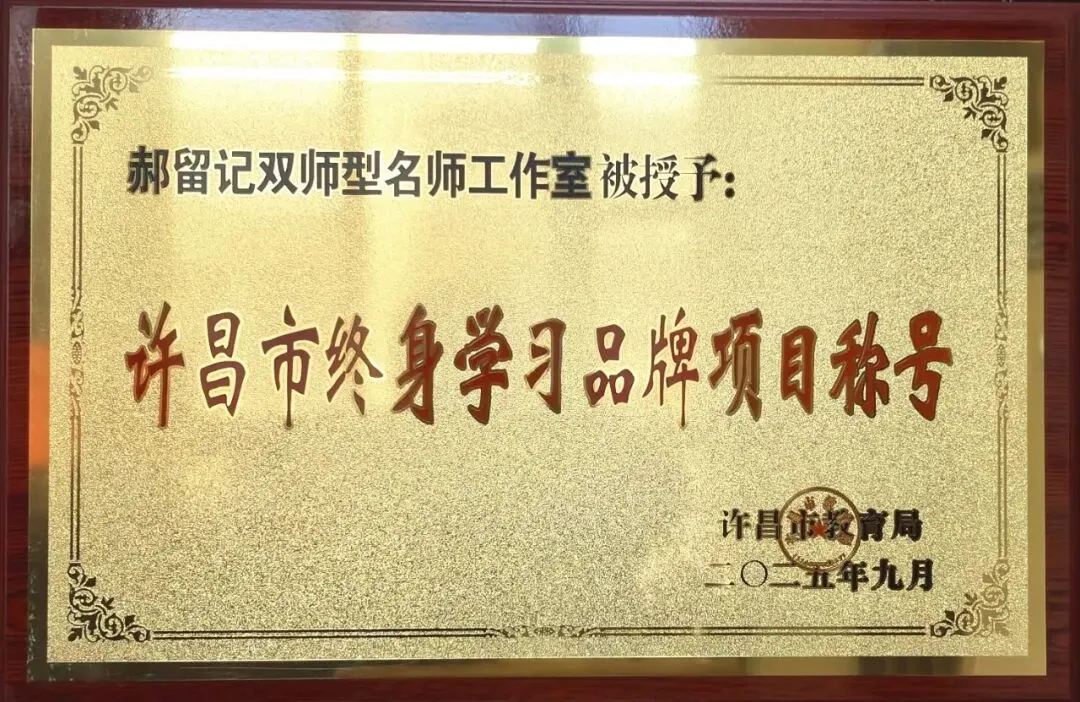 郝留记双师型名师工作室被授予：
许昌市终身学习品牌项目称号
许昌市教育局
二〇二五年九月